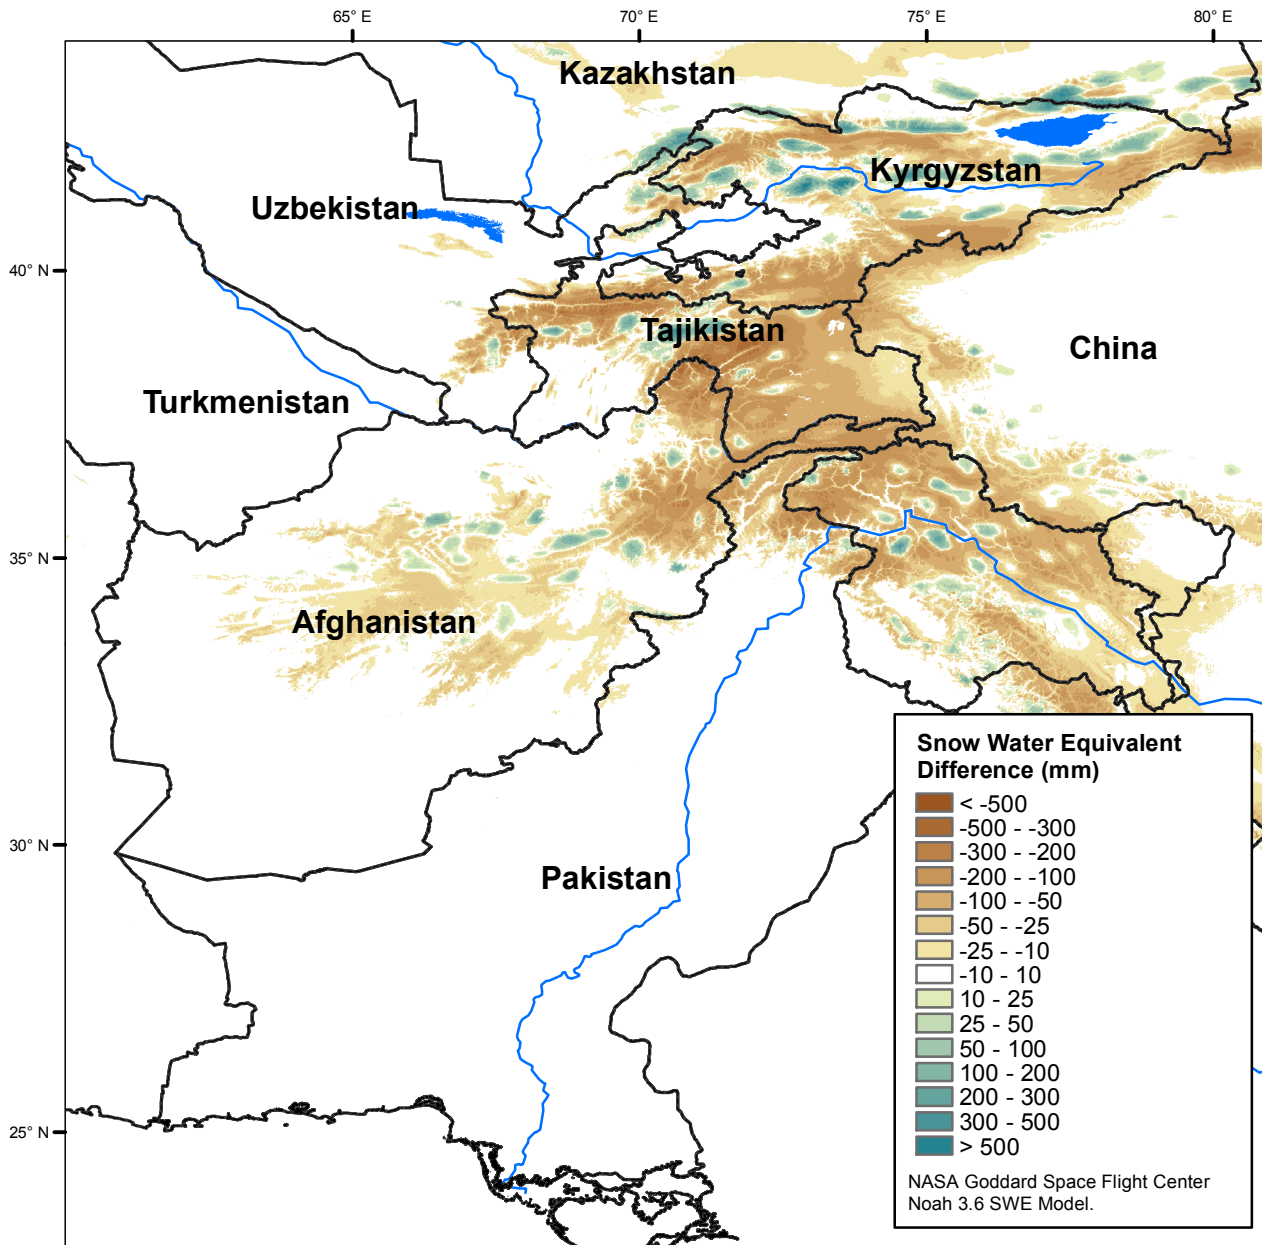 65° E
70° E
75° E
80° E
Kazakhstan
Kyrgyzstan
Uzbekistan
40° N
Tajikistan
China
Turkmenistan
35° N
Afghanistan
30° N
Pakistan
25° N
Snow Water Equivalent
Difference (mm)
< -500
-500 - -300
-300 - -200
-200 - -100
-100 - -50
-50 - -25
-25 - -10
-10 - 10
10 - 25
25 - 50
50 - 100
100 - 200
200 - 300
300 - 500
> 500
NASA Goddard Space Flight Center
Noah 3.6 SWE Model.